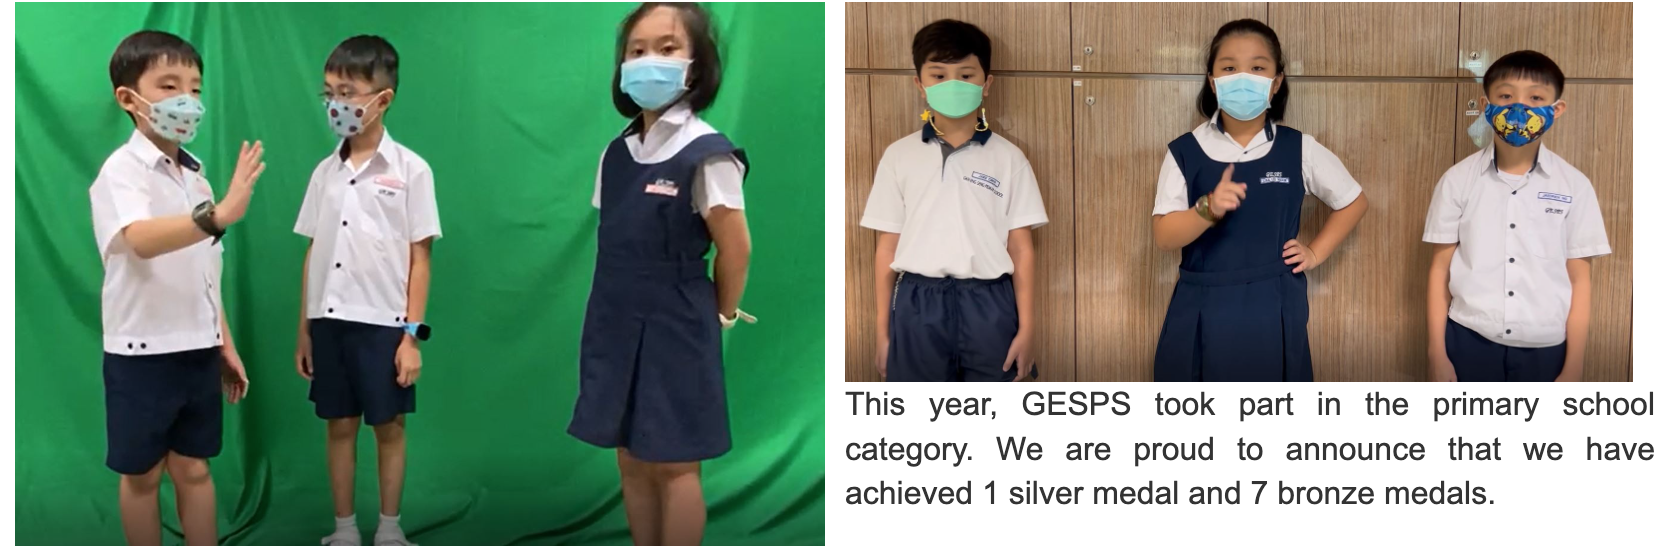 This year, GESPS took part in the primary school
category. We are proud to announce that we have
achieved 1 silver medal and 7 bronze medals.